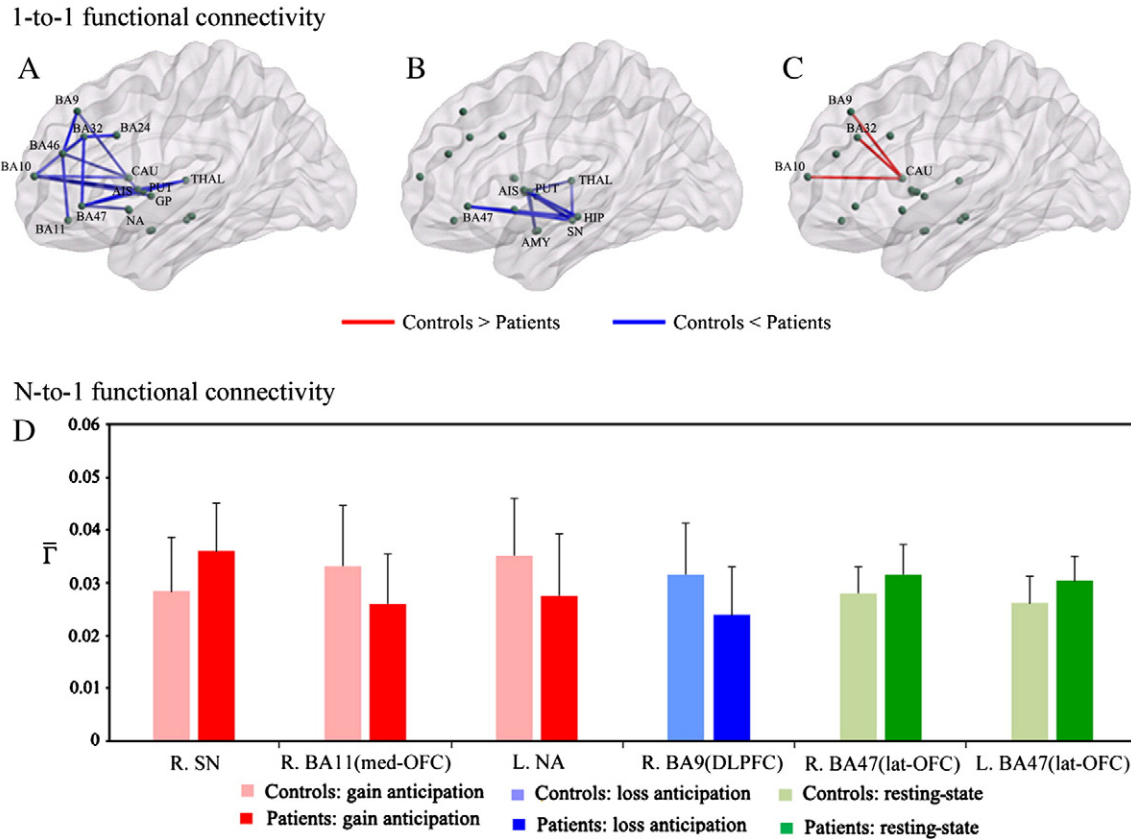 1-to-1 functional connectivity
A
B
C
BA9
BA32
BA24
BA46
BA10
CAU
AIS
PUT
THAL
GP
BA47
NA
BA11
AIS
PUT
THAL
BA47
HIP
SN
AMY
BA9
BA32
BA10
CAU
Controls > Patients
Controls < Patients
N-to-1 functional connectivity
D
0.06
0.05
0.04
Γ̿
0.03
0.02
0.01
0
R. SN
R. BA11(med-OFC)
L. NA
R. BA9(DLPFC)
R. BA47(lat-OFC)
L. BA47(lat-OFC)
Controls: gain anticipation
Controls: loss anticipation
Controls: resting-state
Patients: gain anticipation
Patients: loss anticipation
Patients: resting-state